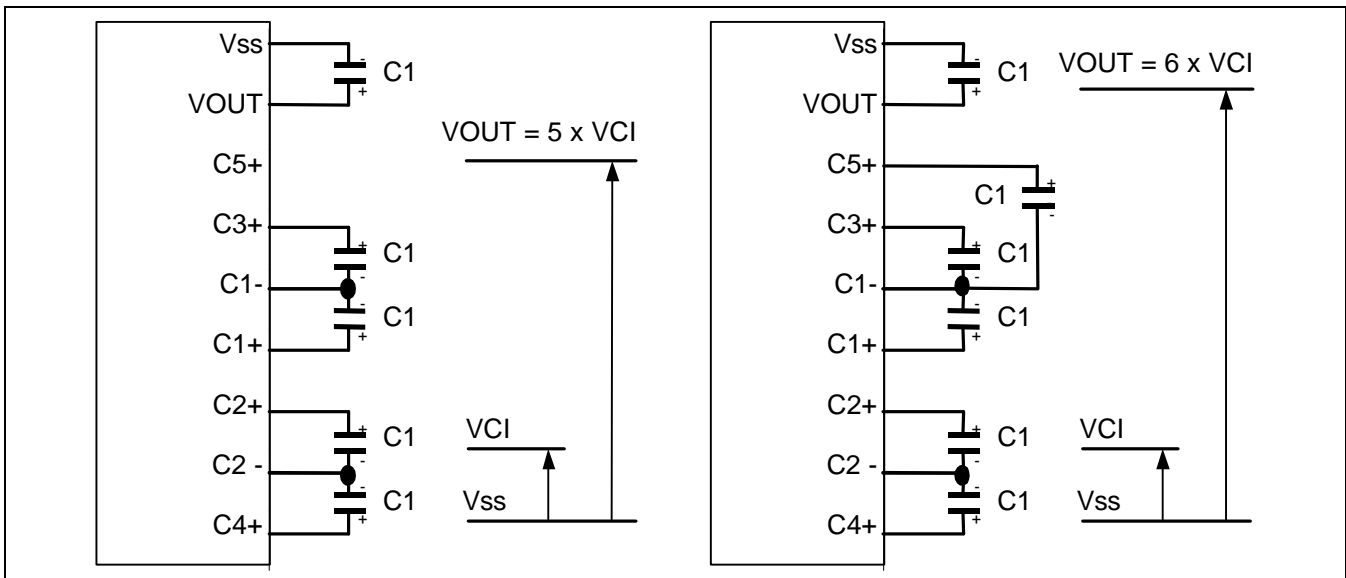 Vss
C1
VOUT
VOUT = 5 x VCI
C5+
C3+
C1
C1-
C1
C1+
C2+
C1
VCI
C2 -
C1
Vss
C4+
-
+
+
-
-
+
+
-
-
+
Vss
C1
VOUT = 6 x VCI
VOUT
C5+
C1
C3+
C1
C1-
C1
C1+
C2+
C1
VCI
C2 -
C1
Vss
C4+
-
+
+
-
+
-
-
+
+
-
-
+